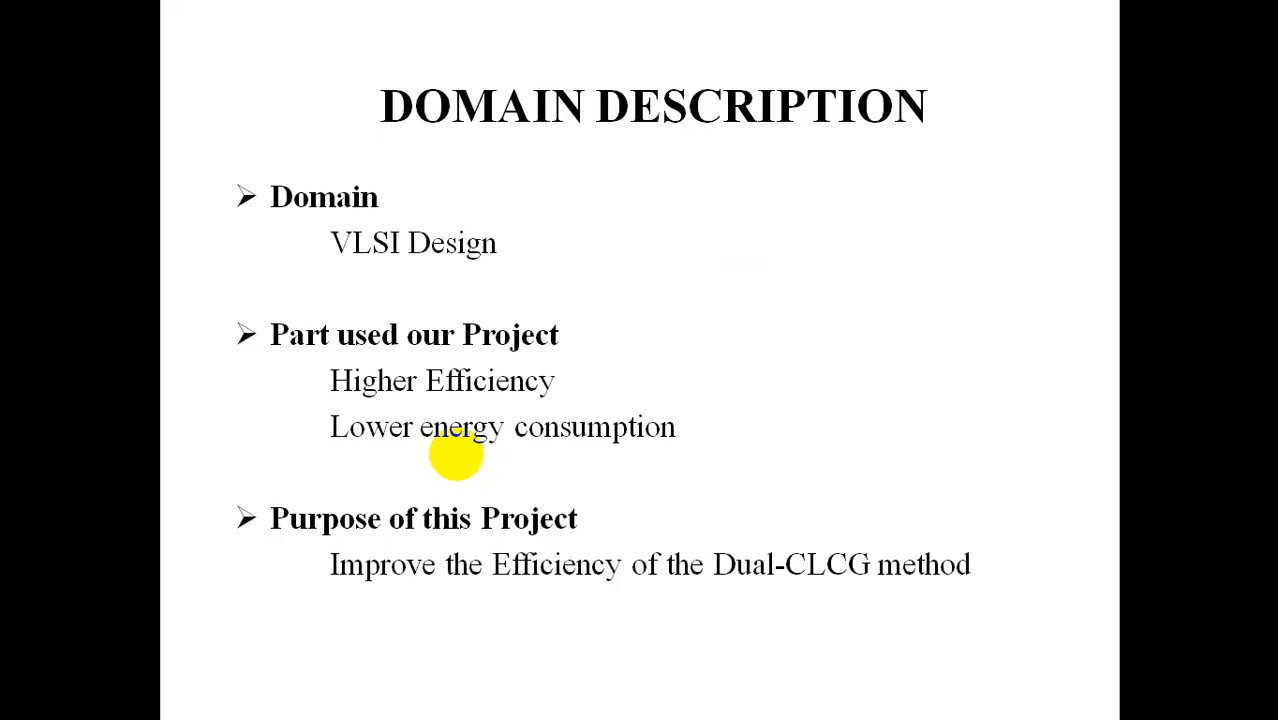 DOMAIN DESCRIPTION
Domain
VLSI Design
Part used our Project
Higher Efficiency
Lower energy consumption
Purpose of this Project
Improve the Efficiency of the Dual-CLCG method